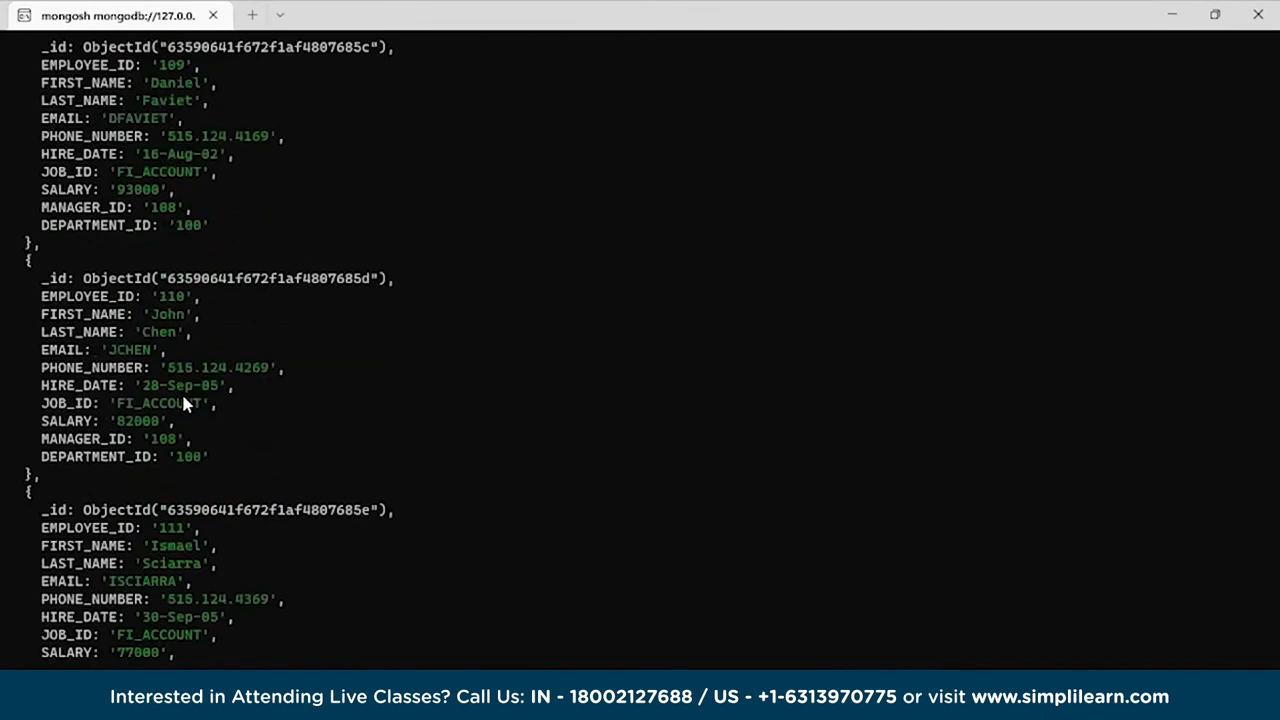 mongosh mongodb://127.0.0.
_id: ObjectId("63590641f672f1af4807685c"),
EMPLOYEE_ID: '109',
FIRST_NAME: 'Daniel',
LAST_NAME: 'Faviet',
EMAIL: 'DFAVIET',
PHONE_NUMBER: '515.124.4169',
HIRE_DATE: '16-Aug-02',
JOB_ID: 'FI_ACCOUNT',
SALARY: '93000',
MANAGER_ID: '108',
DEPARTMENT_ID: '100'
},
{
_id: ObjectId("63590641f672f1af4807685d"),
EMPLOYEE_ID: '110',
FIRST_NAME: 'John',
LAST_NAME: 'Chen',
EMAIL: 'JCHEN',
PHONE_NUMBER: '515.124.4269',
HIRE_DATE: '28-Sep-05',
JOB_ID: 'FI_ACCOUNT',
SALARY: '82000',
MANAGER_ID: '108',
DEPARTMENT_ID: '100'
},
{
_id: ObjectId("63590641f672f1af4807685e"),
EMPLOYEE_ID: '111',
FIRST_NAME: 'Ismael',
LAST_NAME: 'Sciarra',
EMAIL: 'ISCIARRA',
PHONE_NUMBER: '515.124.4369',
HIRE_DATE: '30-Sep-05',
JOB_ID: 'FI_ACCOUNT',
SALARY: '77000',
Interested in Attending Live Classes? Call Us: IN - 18002127688 / US - +1-6313970775 or visit www.simplilearn.com